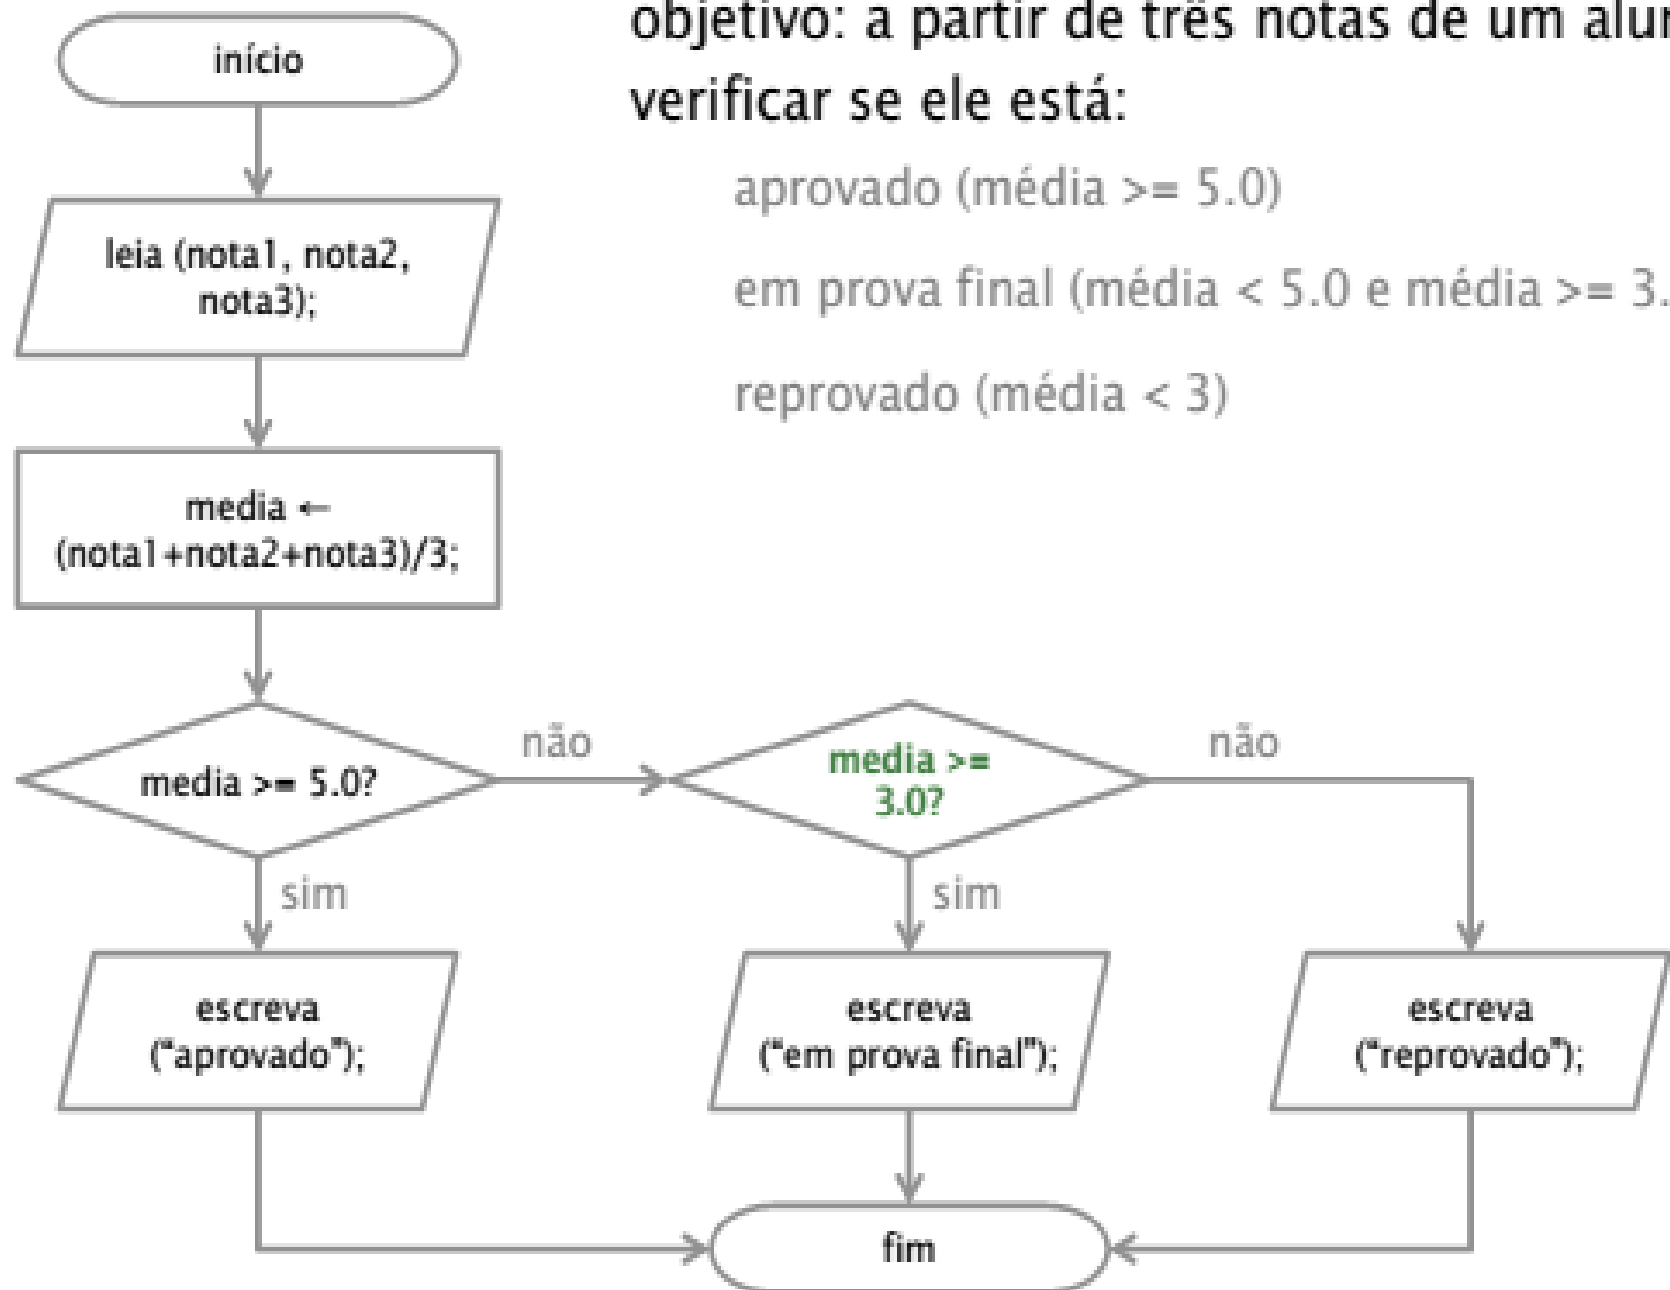 objetivo: a partir de três notas de um
verificar se ele está:
aprovado (média >= 5.0)
em prova final (média < 5.0 e média >= 3.
reprovado (média < 3)
início
leia (nota1, nota2,
nota3);
media ←
(nota1+nota2+nota3)/3;
media >= 5.0?
não
media >=
3.0?
não
sim
sim
escreva
("aprovado");
escreva
("em prova final");
escreva
("reprovado");
fim